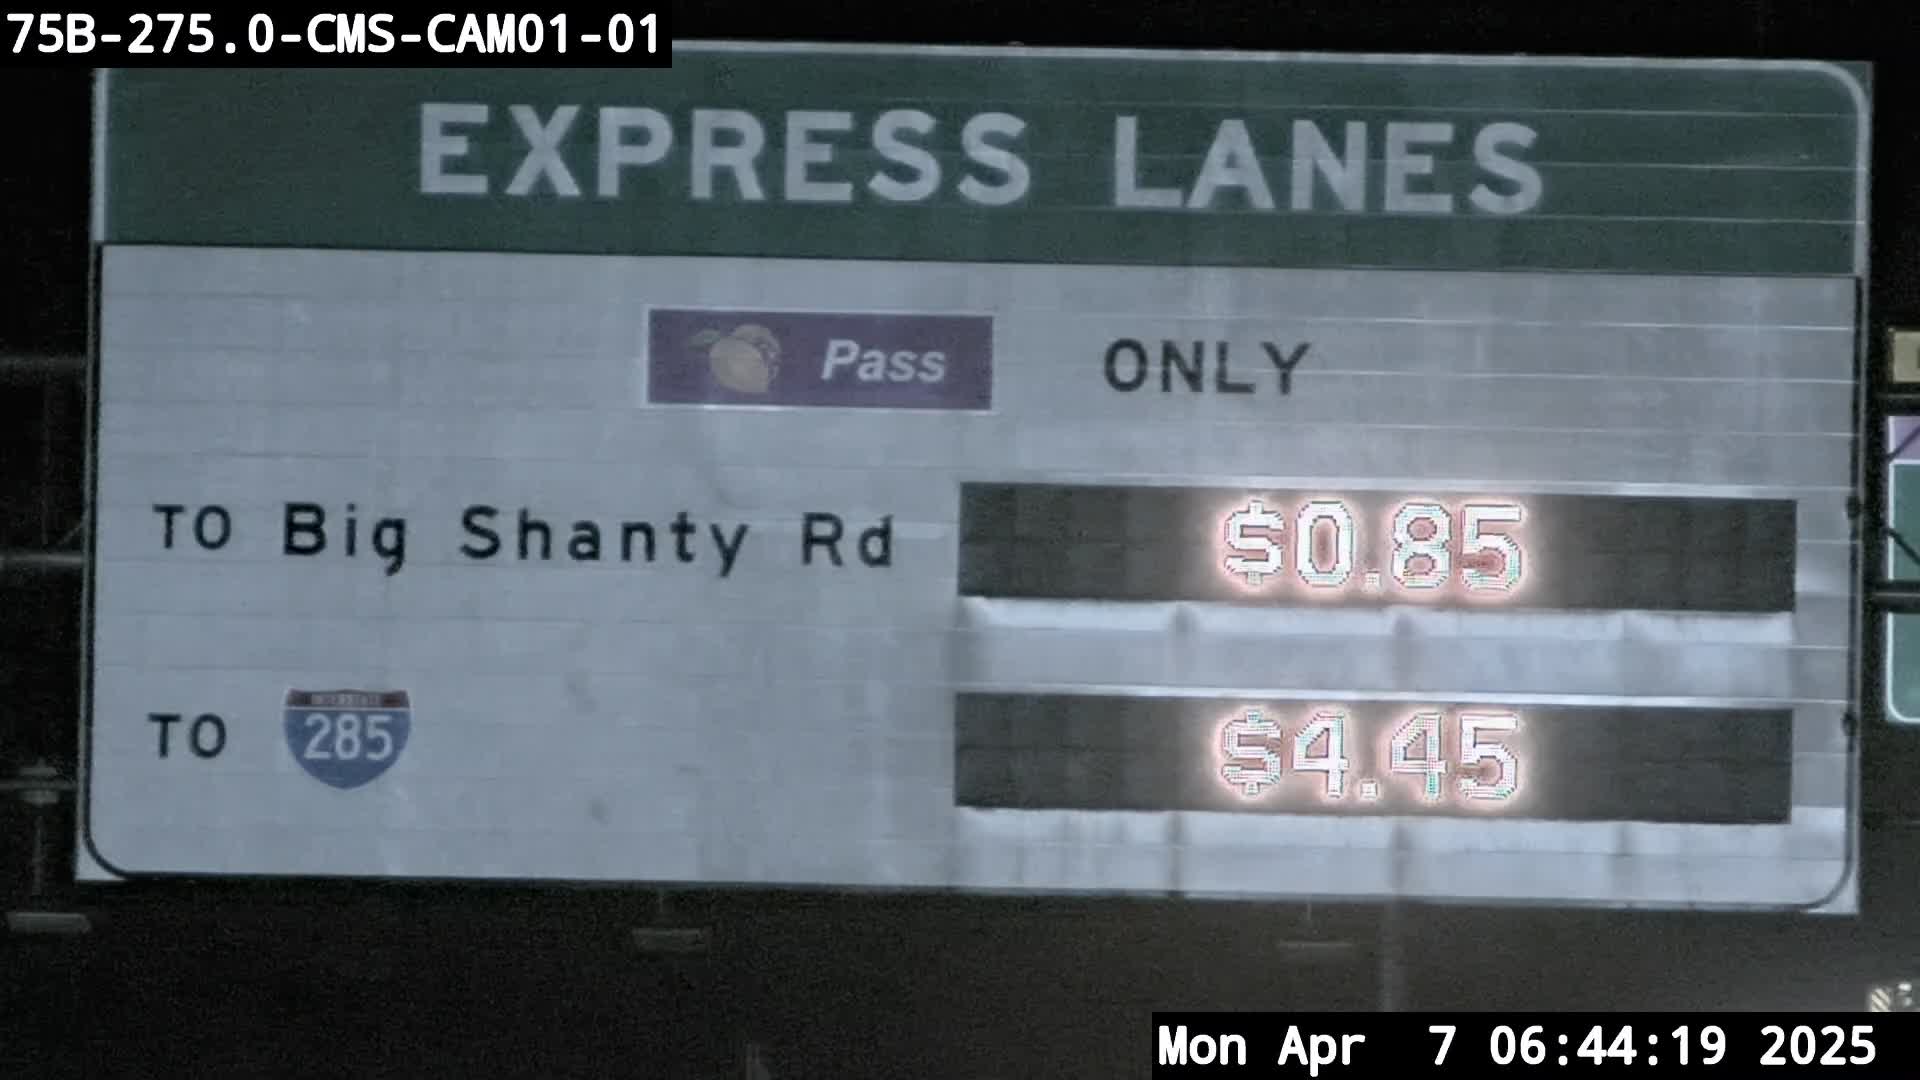 75B-275.0-CMS-CAM01-01
EXPRESS LANES
Pass ONLY
TO Big Shanty Rd $0.85
TO 285 $4.45
Mon Apr 7 06:44:19 2025